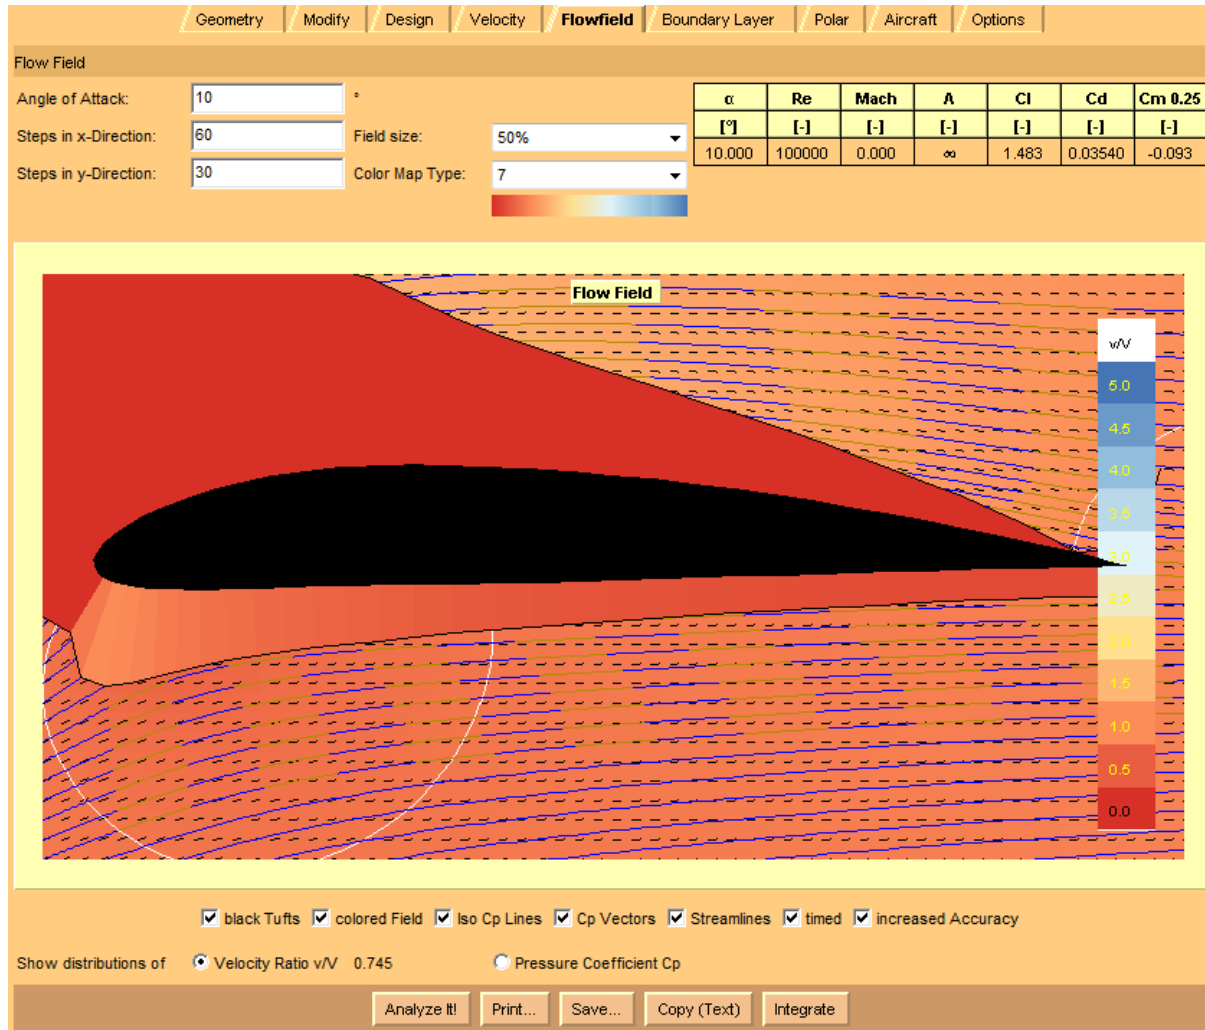 Geometry Modify Design Velocity Flowfield Boundary Layer Polar Aircraft Options
Flow Field
Angle of Attack: 10 °
Steps in x-Direction: 60 Field size: 50%
Steps in y-Direction: 30 Color Map Type: 7
α Re Mach Λ Cl Cd Cm 0.25
[°] [-] [-] [-] [-] [-] [-]
10.000 100000 0.000 ∞ 1.483 0.03540 -0.093
Flow Field
v/V
5.0
4.5
4.0
3.5
3.0
2.5
2.0
1.5
1.0
0.5
0.0
black Tufts colored Field Iso Cp Lines Cp Vectors Streamlines timed increased Accuracy
Show distributions of Velocity Ratio v/V 0.745 Pressure Coefficient Cp
Analyze It! Print... Save... Copy (Text) Integrate